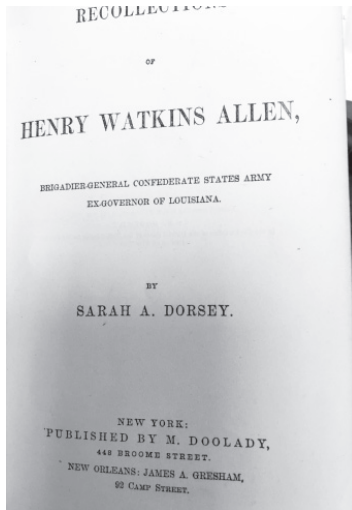 RECOLLECTIONS
OF
HENRY WATKINS ALLEN,
BRIGADIER-GENERAL CONFEDERATE STATES ARMY
EX-GOVERNOR OF LOUISIANA.
BY
SARAH A. DORSEY.
NEW YORK:
PUBLISHED BY M. DOOLADY,
448 BROOME STREET.
NEW ORLEANS: JAMES A. GRESHAM,
92 CAMP STREET.